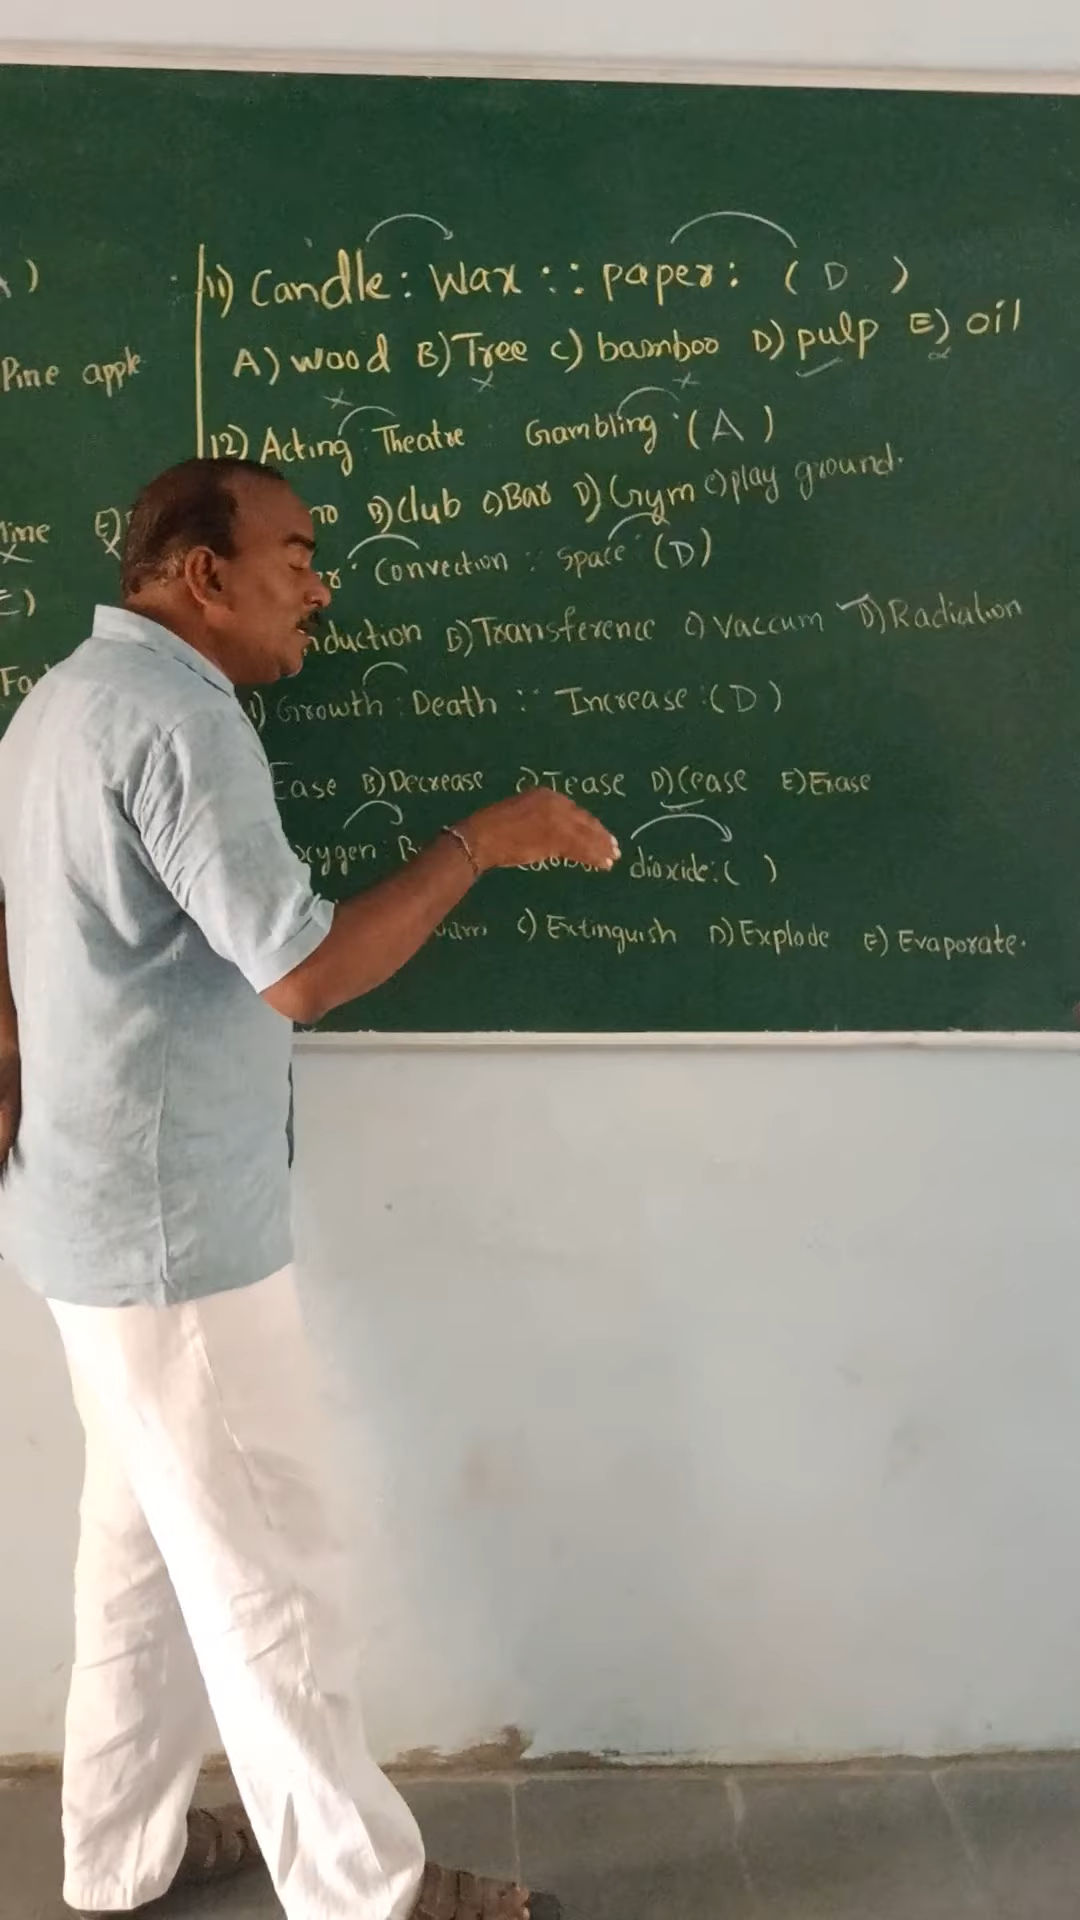 )
Pine apple
11) Candle : Wax :: paper : ( D )
A) wood B) Tree C) bamboo D) pulp E) oil
12) Acting : Theatre Gambling : ( A )
B) Club C) Bar D) Gym C) play ground.
Convection : Space : (D)
B) Transference C) Vaccum D) Radiation
) Growth : Death :: Increase : ( D )
Ease B) Decrease C) Tease D) Cease E) Erase
dioxide : ( )
C) Extinguish D) Explode E) Evaporate.